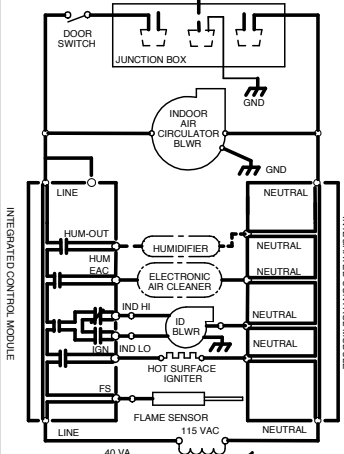 DOOR
SWITCH
JUNCTION BOX
GND
INDOOR
AIR
CIRCULATOR
BLWR
GND
LINE
NEUTRAL
INTEGRATED CONTROL MODULE
HUM-OUT
HUMIDIFIER
NEUTRAL
HUM
EAC
ELECTRONIC
AIR CLEANER
NEUTRAL
IND HI
ID
BLWR
NEUTRAL
IGN
IND LO
NEUTRAL
HOT SURFACE
IGNITER
FS
FLAME SENSOR
LINE
115 VAC
NEUTRAL
40 VA